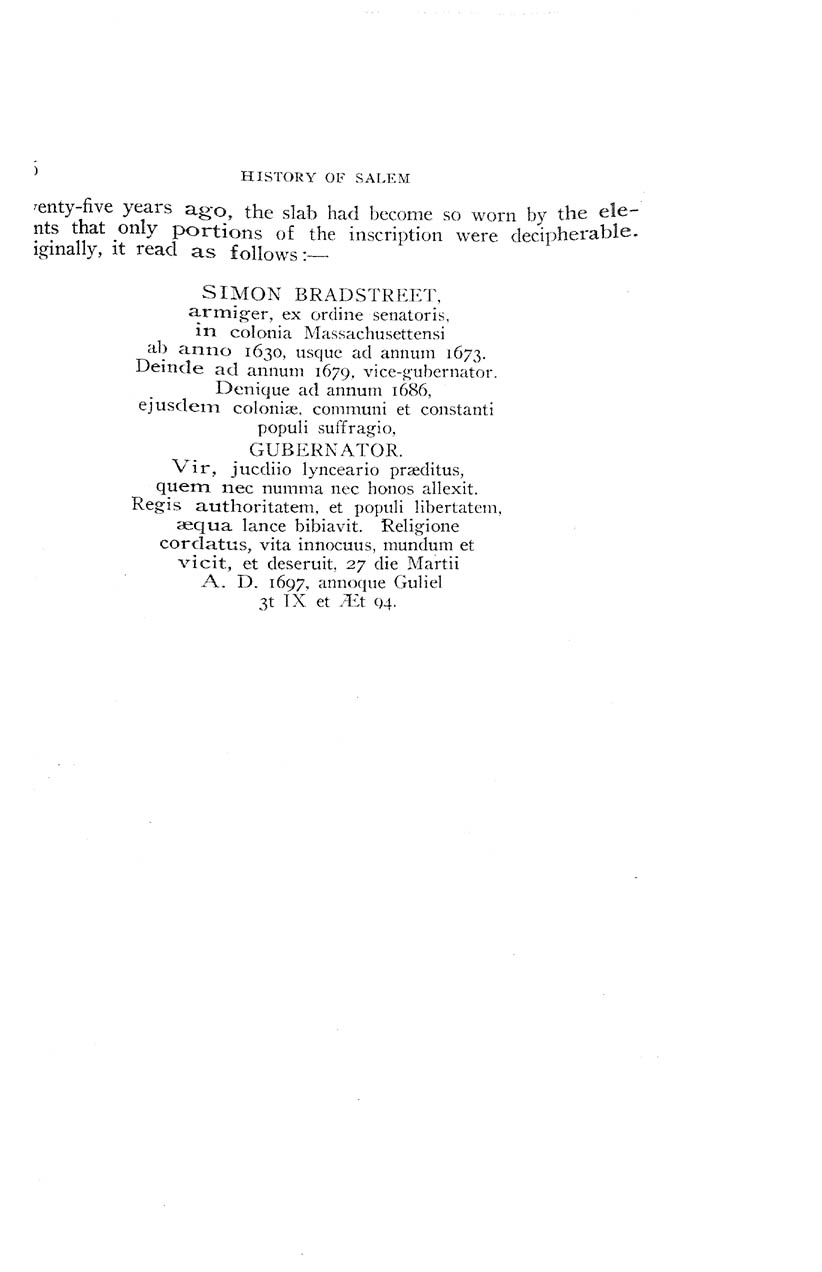 HISTORY OF SALEM
enty-five years ago, the slab had become so worn by the ele-
nts that only portions of the inscription were decipherable.
iginally, it read as follows:—
SIMON BRADSTREET,
armiger, ex ordine senatoris,
in colonia Massachusettensi
ab anno 1630, usque ad annum 1673.
Deinde ad annum 1679, vice-gubernator.
Denique ad annum 1686,
ejusdem coloniæ, communi et constanti
populi suffragio,
GUBERNATOR.
Vir, jucdiio lynceario præditus,
quem nec numma nec honos allexit.
Regis authoritatem, et populi libertatem,
æqua lance bibiavit. Religione
cordatus, vita innocuus, mundum et
vicit, et deseruit, 27 die Martii
A. D. 1697, annoque Guliel
3t IX et Æt 94.